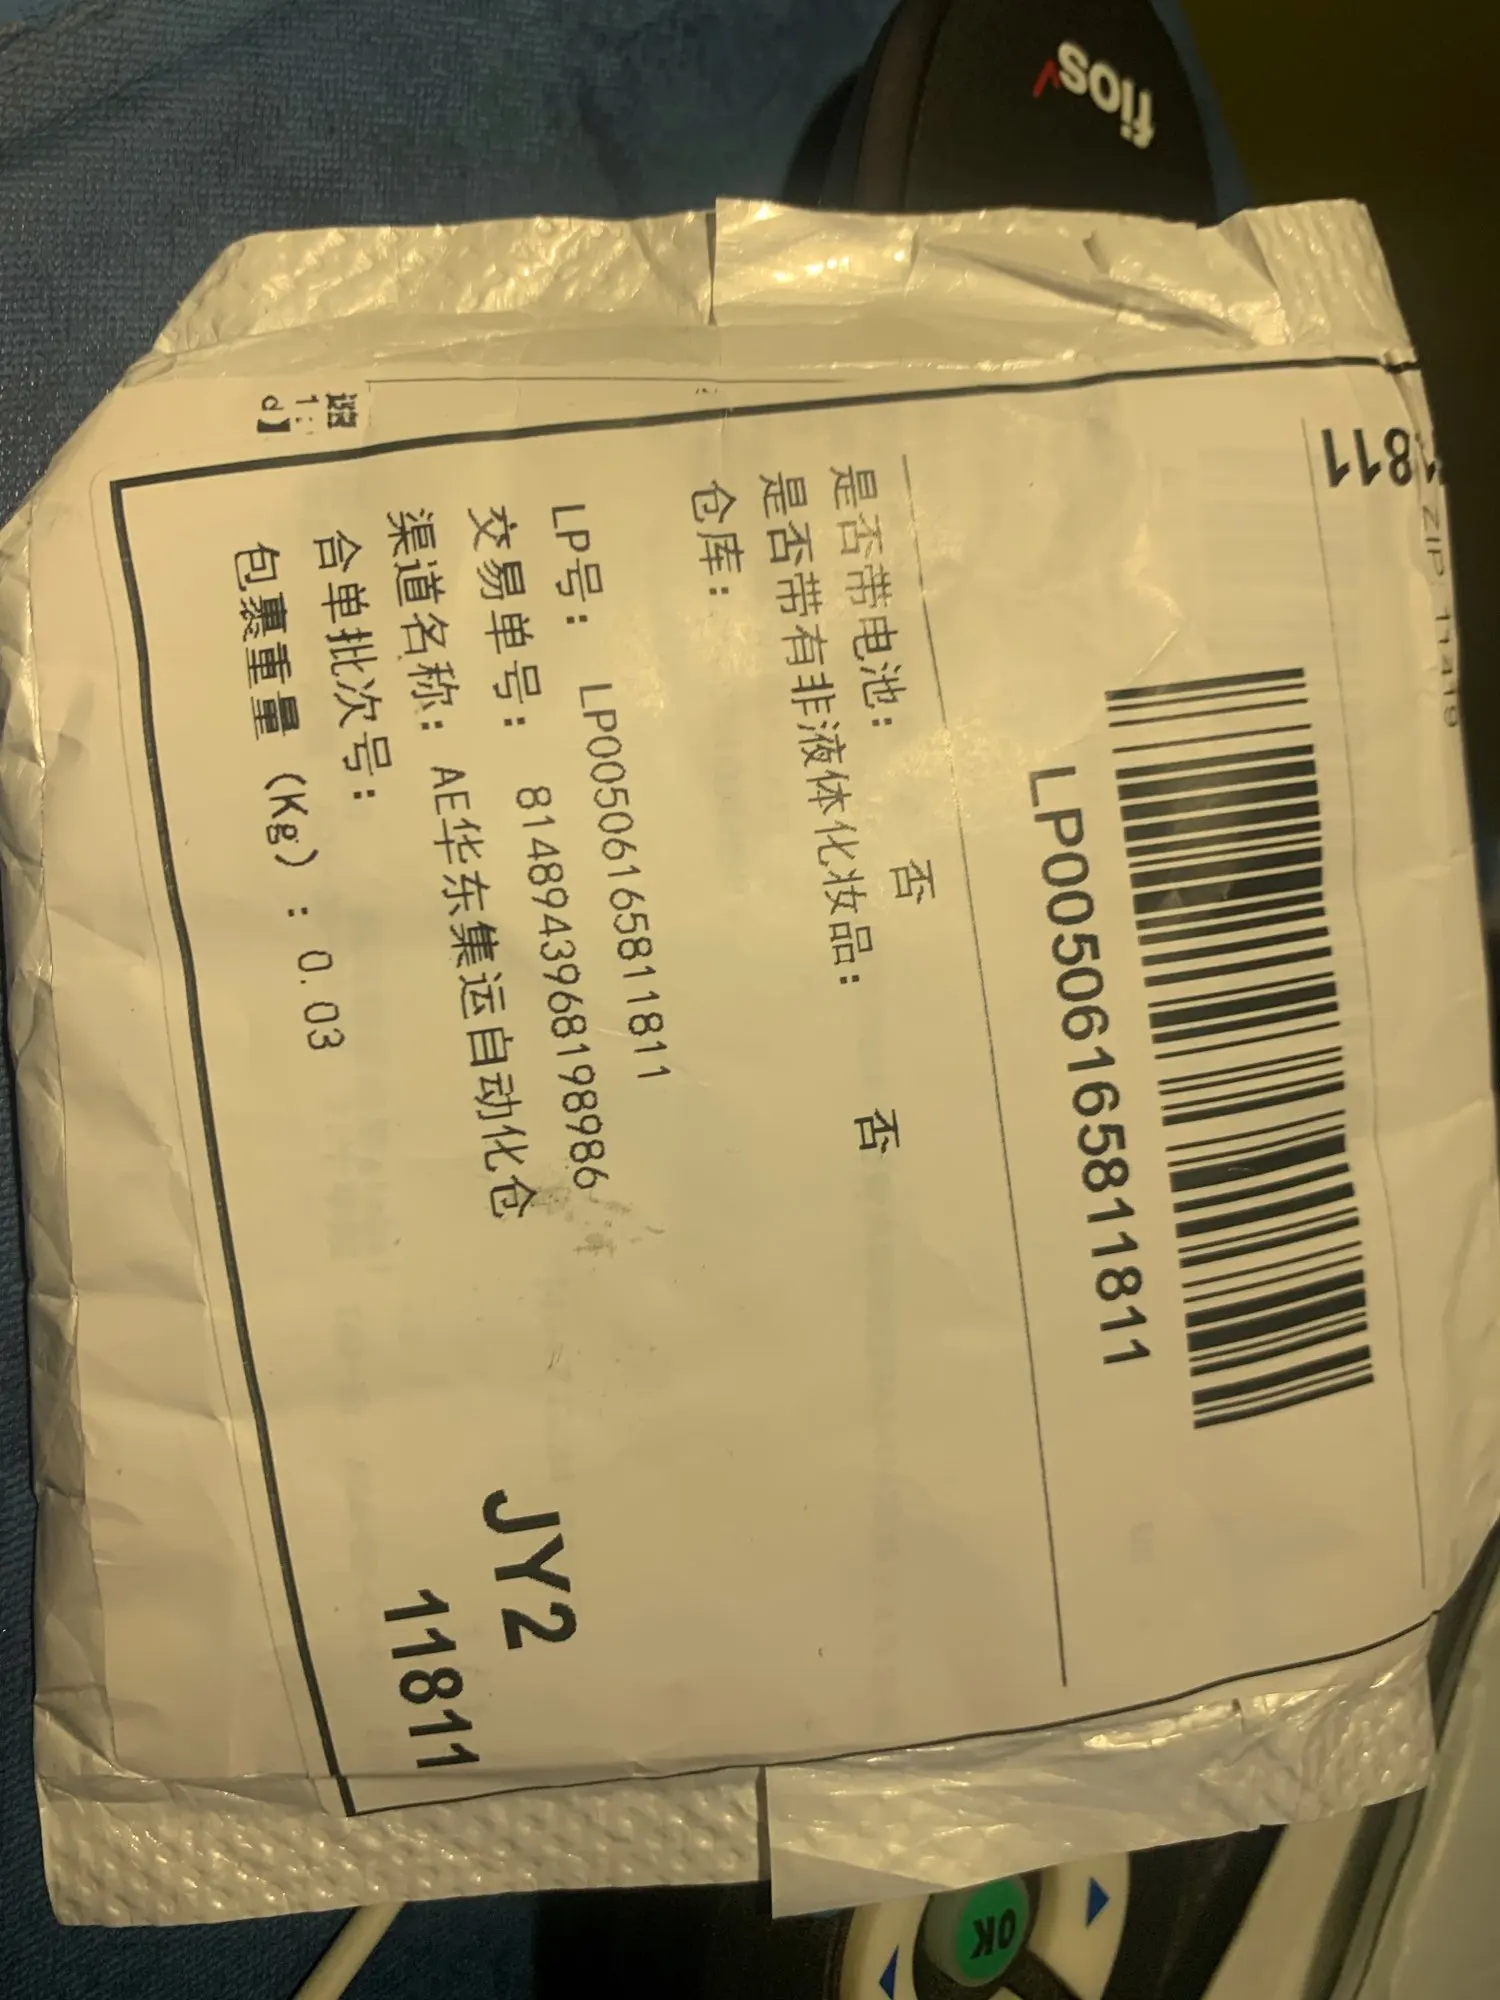 fios
11811
ZIP 11419
LP00506165811811
是否带电池: 否
是否带有非液体化妆品: 否
仓库:
LP号: LP00506165811811
交易单号: 8148943968198986
渠道名称: AE华东集运自动化仓
合单批次号:
包裹重量 (Kg) : 0.03
JY2
11811
OK